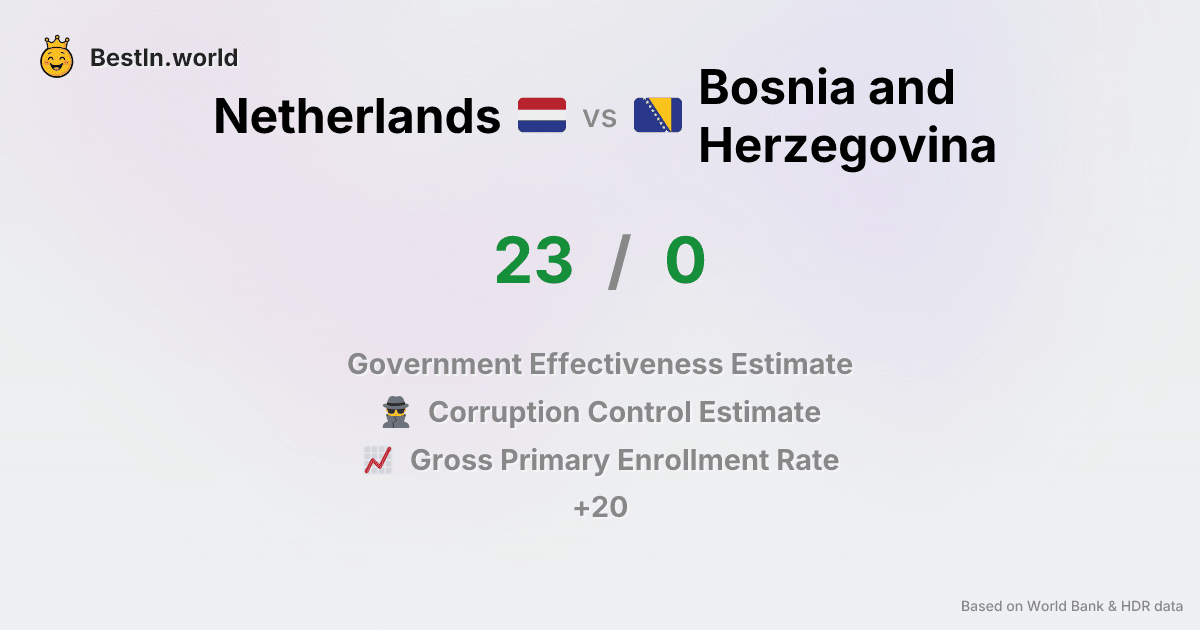 BestIn.world
Netherlands vs Bosnia and
Herzegovina
23 / 0
Government Effectiveness Estimate
Corruption Control Estimate
Gross Primary Enrollment Rate
+20
Based on World Bank & HDR data